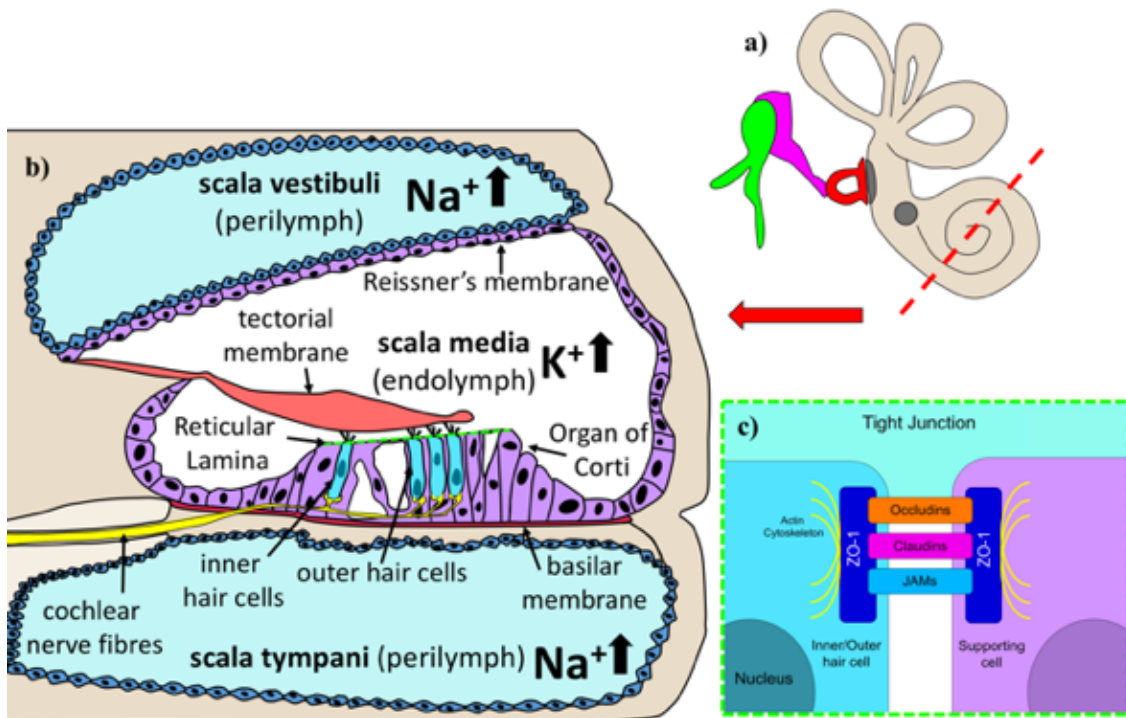 a)
b)
scala vestibuli
(perilymph)
Na⁺
Reissner's membrane
tectorial
membrane
scala media
(endolymph)
K⁺
Reticular
Lamina
Organ of
Corti
inner
hair cells
outer hair cells
basilar
membrane
cochlear
nerve fibres
scala tympani (perilymph) Na⁺
c)
Tight Junction
Actin
Cytoskeleton
ZO-1
Occludins
Claudins
JAMs
ZO-1
Inner/Outer
hair cell
Supporting
cell
Nucleus